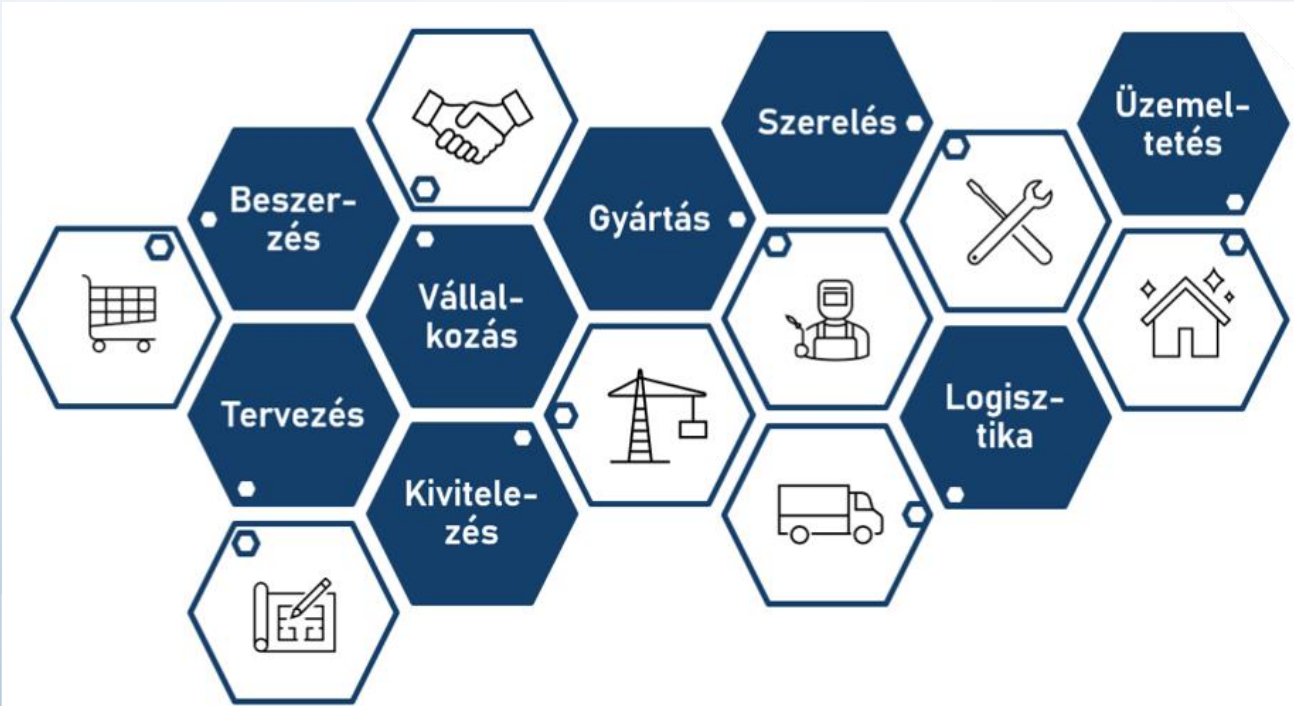 Beszer-
zés
Tervezés
Vállal-
kozás
Kivitele-
zés
Gyártás
Szerelés
Logisz-
tika
Üzemel-
tetés